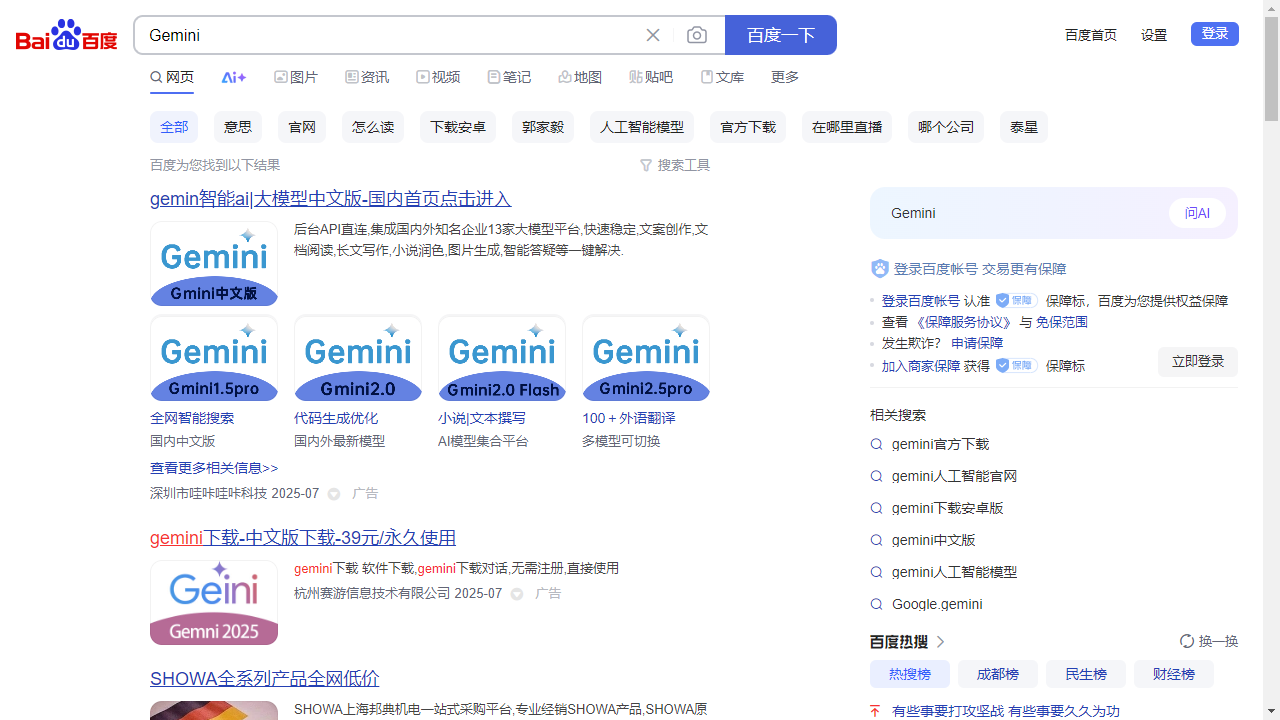 Bai du 百度
Gemini
百度一下
百度首页 设置 登录
网页 Ai+ 图片 资讯 视频 笔记 地图 贴吧 文库 更多
全部 意思 官网 怎么读 下载安卓 郭家毅 人工智能模型 官方下载 在哪里直播 哪个公司 泰星
百度为您找到以下结果 搜索工具
gemin智能ai|大模型中文版-国内首页点击进入
Gemini
Gmini中文版
后台API直连,集成国内外知名企业13家大模型平台,快速稳定,文案创作,文
档阅读,长文写作,小说润色,图片生成,智能答疑等一键解决.
Gemini Gemini Gemini Gemini
Gmini1.5pro Gmini2.0 Gmini2.0 Flash Gmini2.5pro
全网智能搜索 代码生成优化 小说|文本撰写 100 + 外语翻译
国内中文版 国内外最新模型 AI模型集合平台 多模型可切换
查看更多相关信息>>
深圳市哇咔哇咔科技 2025-07 广告
gemini下载-中文版下载-39元/永久使用
Geini
Gemni 2025
gemini下载 软件下载,gemini下载对话,无需注册,直接使用
杭州赛游信息技术有限公司 2025-07 广告
SHOWA全系列产品全网低价
SHOWA上海邦典机电一站式采购平台,专业经销SHOWA产品,SHOWA原
Gemini 问AI
登录百度帐号 交易更有保障
登录百度帐号 认准 保障 保障标，百度为您提供权益保障
查看 《保障服务协议》 与 免保范围
发生欺诈？ 申请保障
加入商家保障 获得 保障 保障标
立即登录
相关搜索
gemini官方下载
gemini人工智能官网
gemini下载安卓版
gemini中文版
gemini人工智能模型
Google.gemini
百度热搜 换一换
热搜榜 成都榜 民生榜 财经榜
有些事要打攻坚战 有些事要久久为功